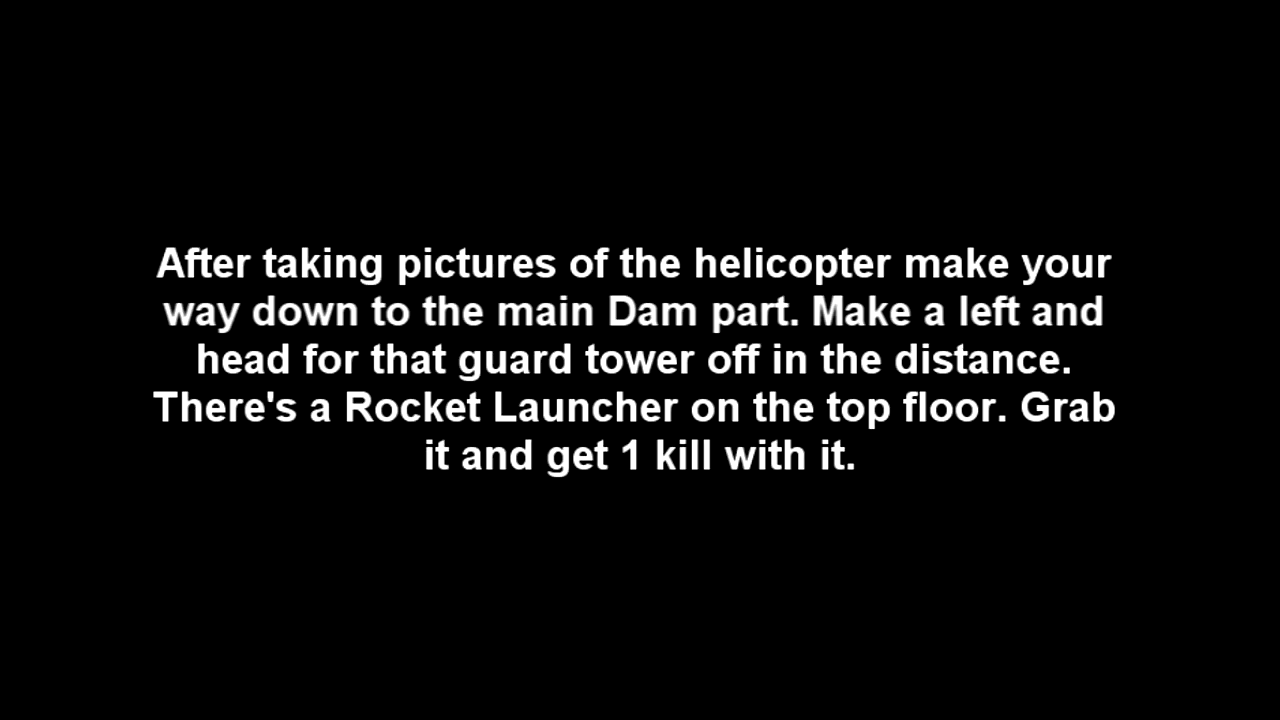 After taking pictures of the helicopter make your
way down to the main Dam part. Make a left and
head for that guard tower off in the distance.
There's a Rocket Launcher on the top floor. Grab
it and get 1 kill with it.